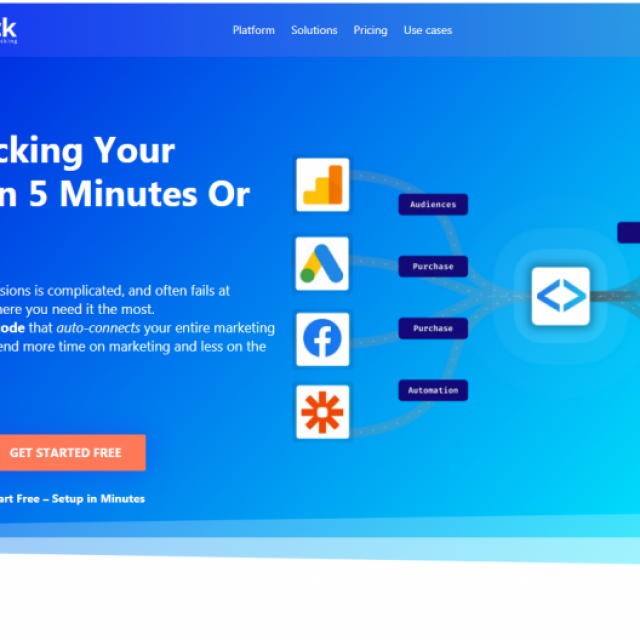 ck
cking
Platform Solutions Pricing Use cases
cking Your
n 5 Minutes Or
sions is complicated, and often fails at
here you need it the most.
ode that auto-connects your entire marketing
end more time on marketing and less on the
GET STARTED FREE
art Free – Setup in Minutes
Audiences
Purchase
Purchase
Automation